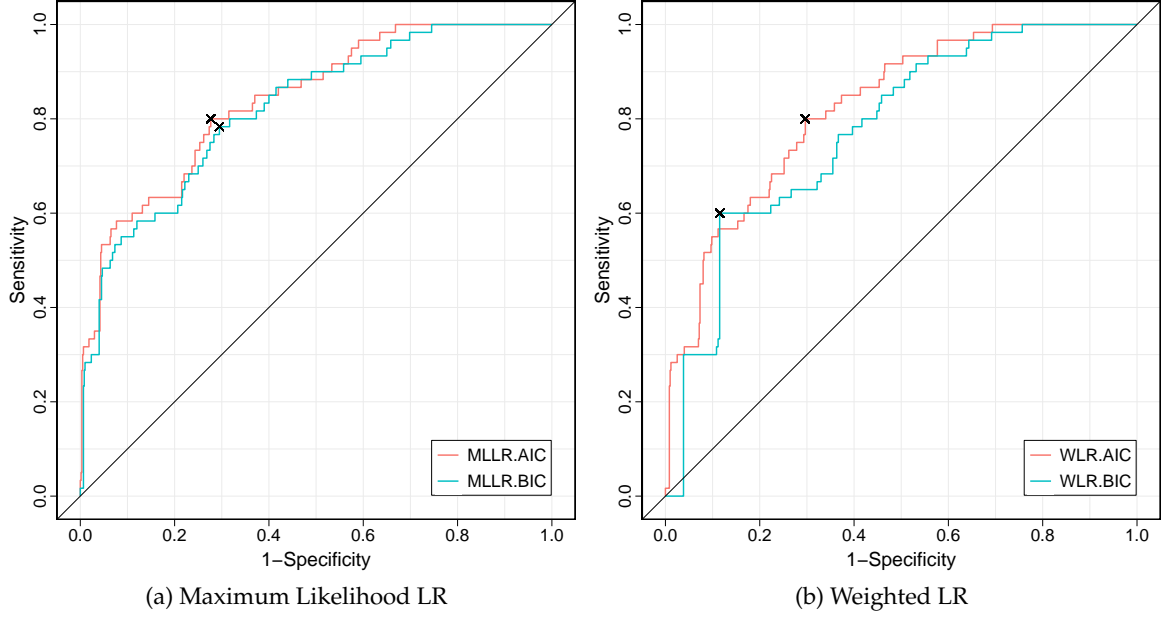 1.0
0.8
0.6
0.4
0.2
0.0
Sensitivity
MLLR.AIC
MLLR.BIC
0.0 0.2 0.4 0.6 0.8 1.0
1−Specificity
(a) Maximum Likelihood LR
1.0
0.8
0.6
0.4
0.2
0.0
Sensitivity
WLR.AIC
WLR.BIC
0.0 0.2 0.4 0.6 0.8 1.0
1−Specificity
(b) Weighted LR